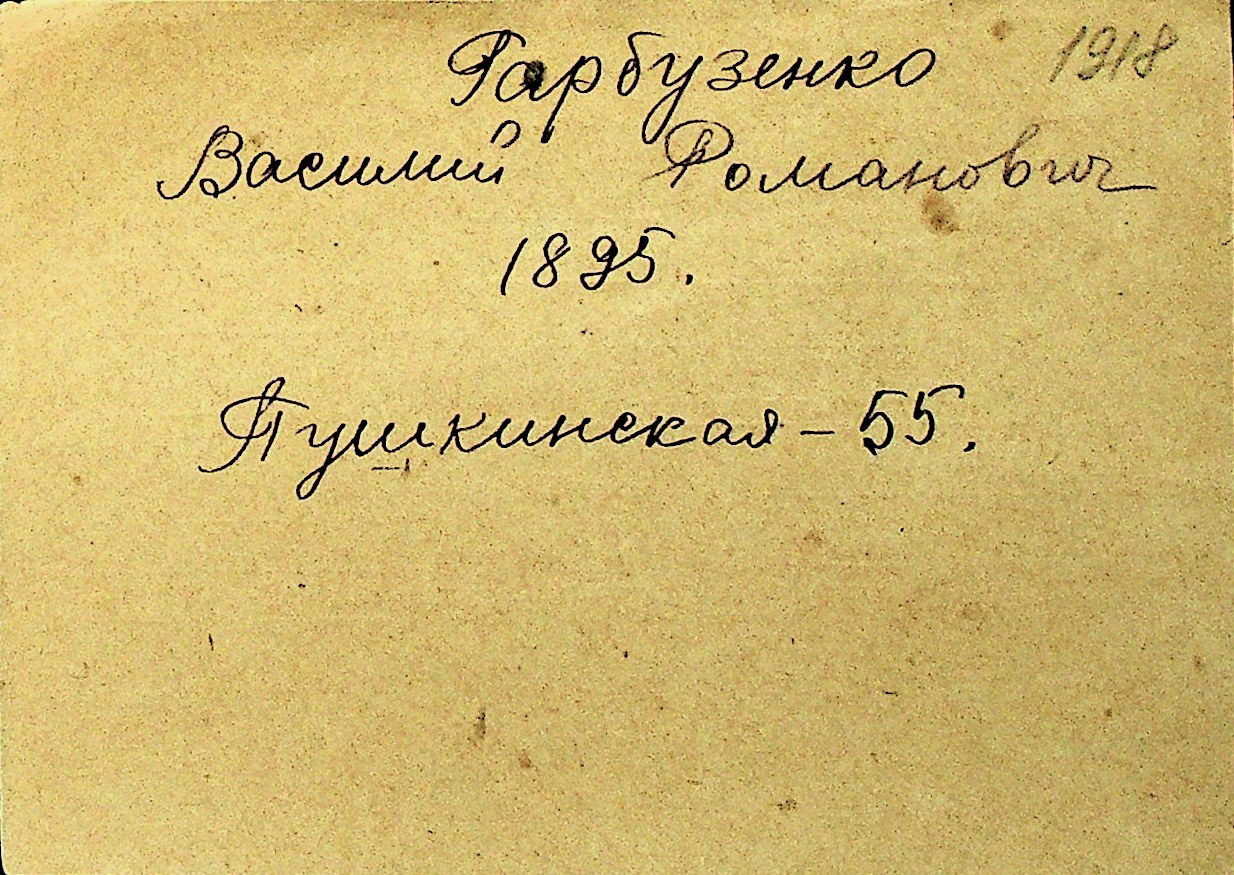 Гарбузенко 1918
Василий Романович
1895.
Пушкинская - 55.